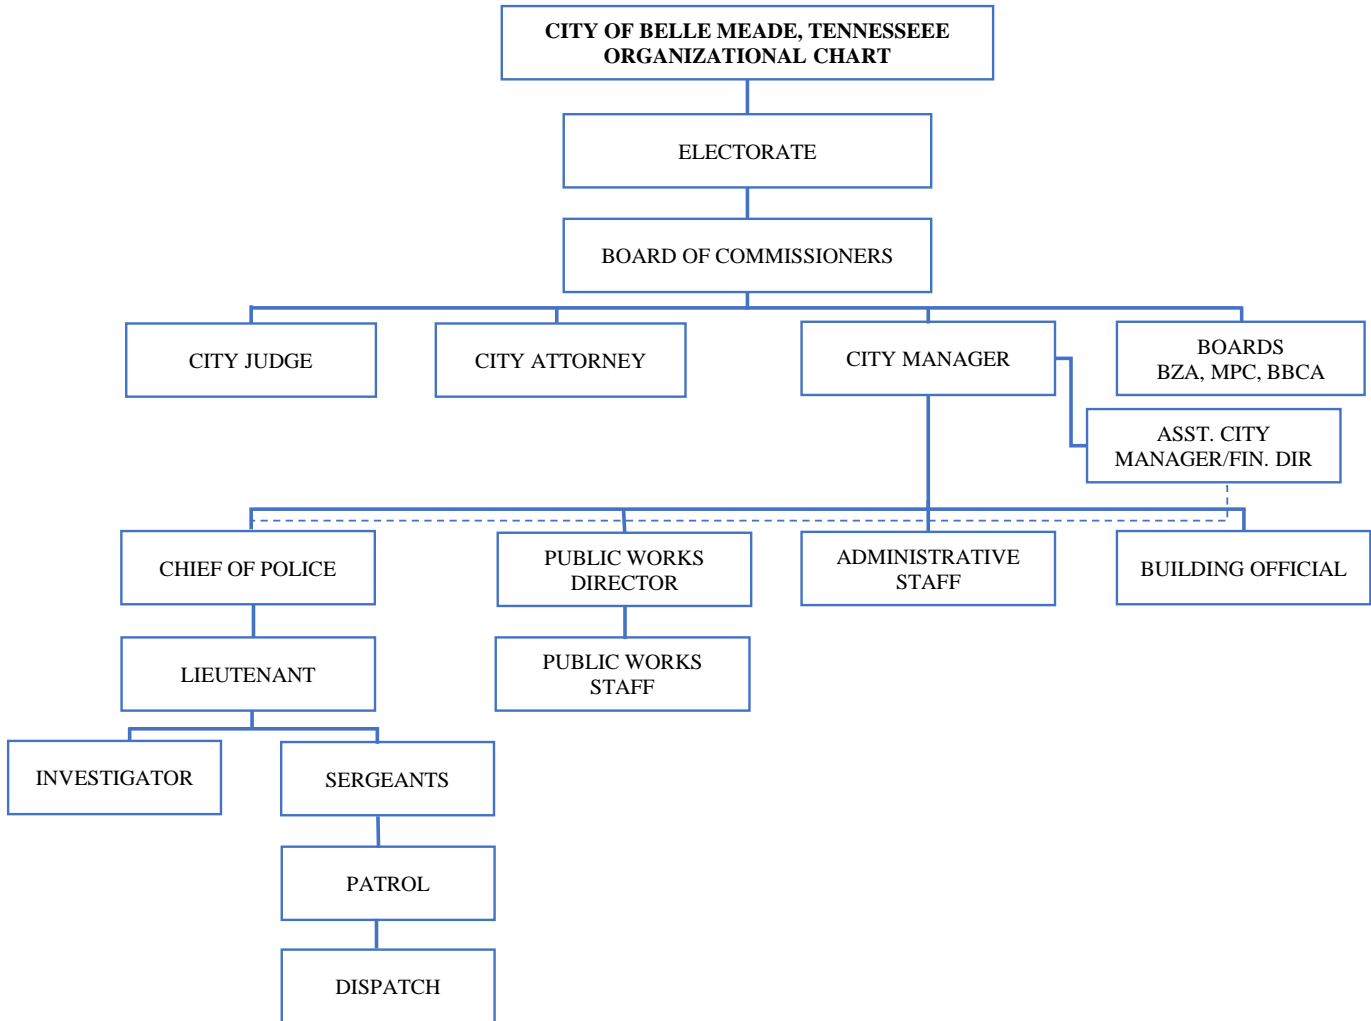 CITY OF BELLE MEADE, TENNESSEEE
ORGANIZATIONAL CHART
ELECTORATE
BOARD OF COMMISSIONERS
CITY JUDGE
CITY ATTORNEY
CITY MANAGER
BOARDS
BZA, MPC, BBCA
ASST. CITY
MANAGER/FIN. DIR
CHIEF OF POLICE
PUBLIC WORKS
DIRECTOR
ADMINISTRATIVE
STAFF
BUILDING OFFICIAL
LIEUTENANT
PUBLIC WORKS
STAFF
INVESTIGATOR
SERGEANTS
PATROL
DISPATCH